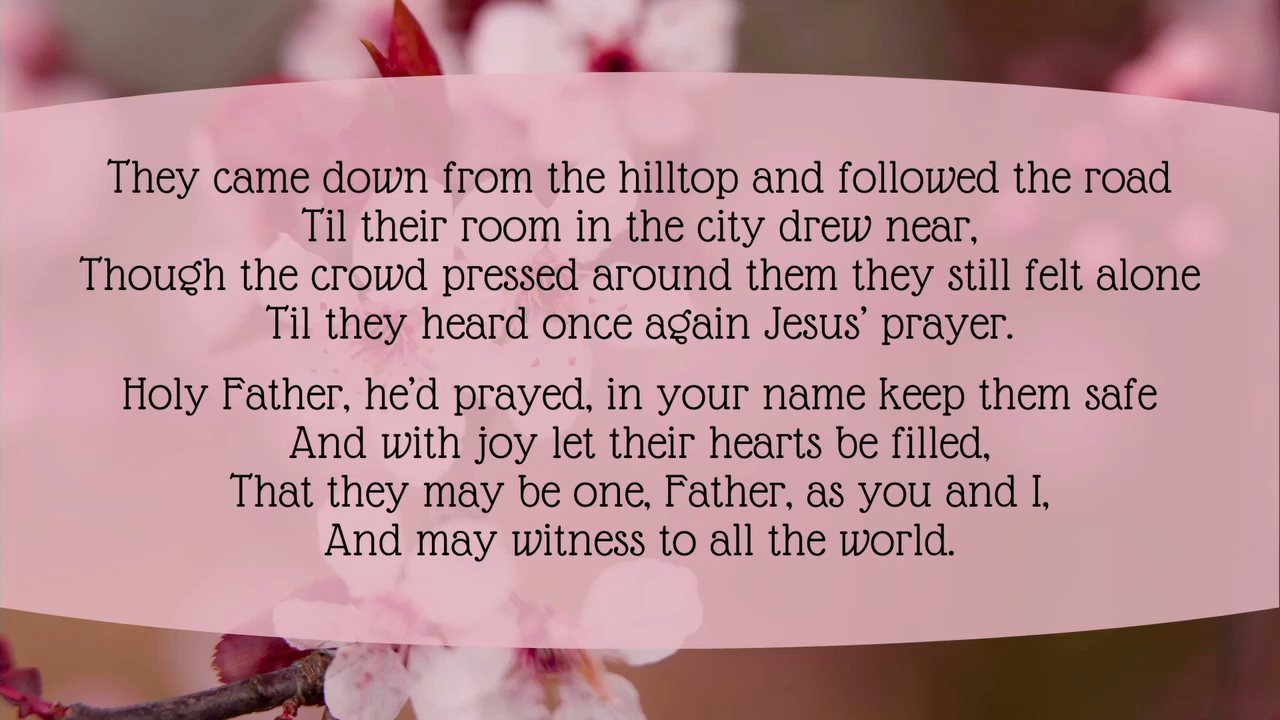 They came down from the hilltop and followed the road
Til their room in the city drew near,
Though the crowd pressed around them they still felt alone
Til they heard once again Jesus’ prayer.
Holy Father, he’d prayed, in your name keep them safe
And with joy let their hearts be filled,
That they may be one, Father, as you and I,
And may witness to all the world.